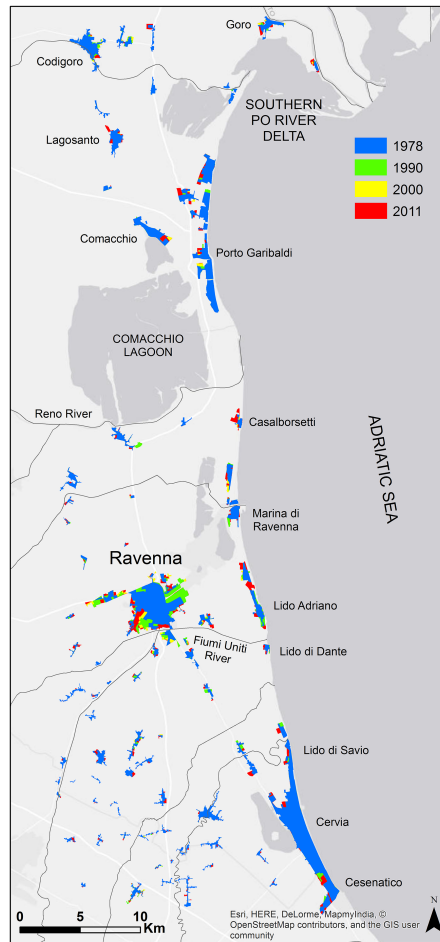 Goro
Codigoro
SOUTHERN
PO RIVER
DELTA
1978
1990
2000
2011
Lagosanto
Comacchio
Porto Garibaldi
COMACCHIO
LAGOON
Reno River
Casalborsetti
ADRIATIC SEA
Marina di
Ravenna
Ravenna
Lido Adriano
Fiumi Uniti
River
Lido di Dante
Lido di Savio
Cervia
Cesenatico
N
0 5 10
Km
Esri, HERE, DeLorme, MapmyIndia, ©
OpenStreetMap contributors, and the GIS user
community